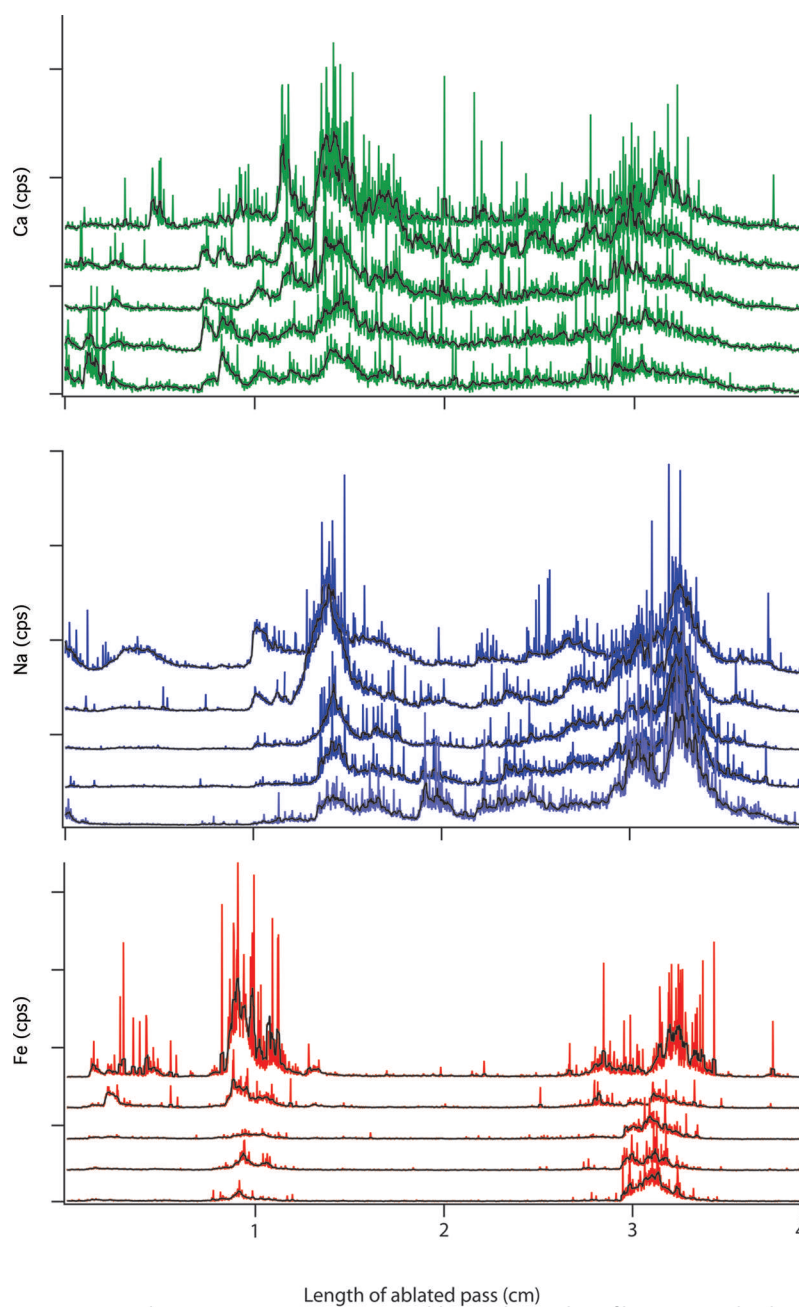 Ca (cps)
Na (cps)
Fe (cps)
1
2
3
4
Length of ablated pass (cm)